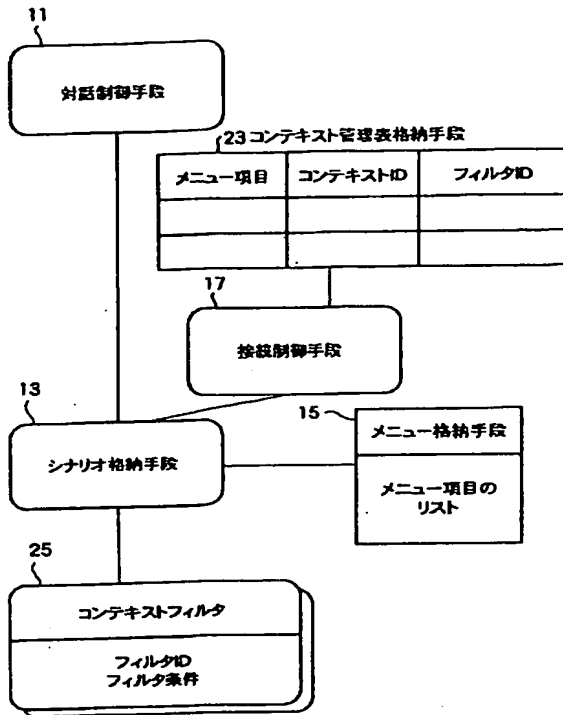 11
対話制御手段
23 コンテキスト管理表格納手段
メニュー項目 コンテキストID フィルタID
17
接続制御手段
13
シナリオ格納手段
15
メニュー格納手段
メニュー項目の
リスト
25
コンテキストフィルタ
フィルタID
フィルタ条件